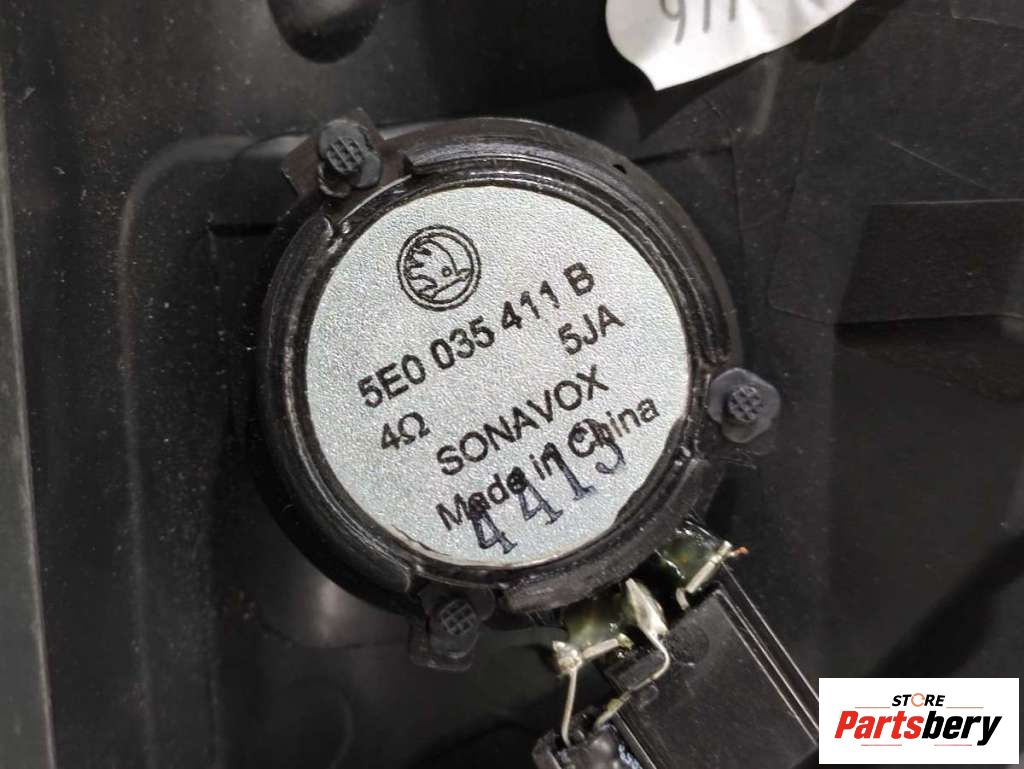 5E0 035 411 B
4Ω 5JA
SONAVOX
Made in China
4413
STORE
Partsbery